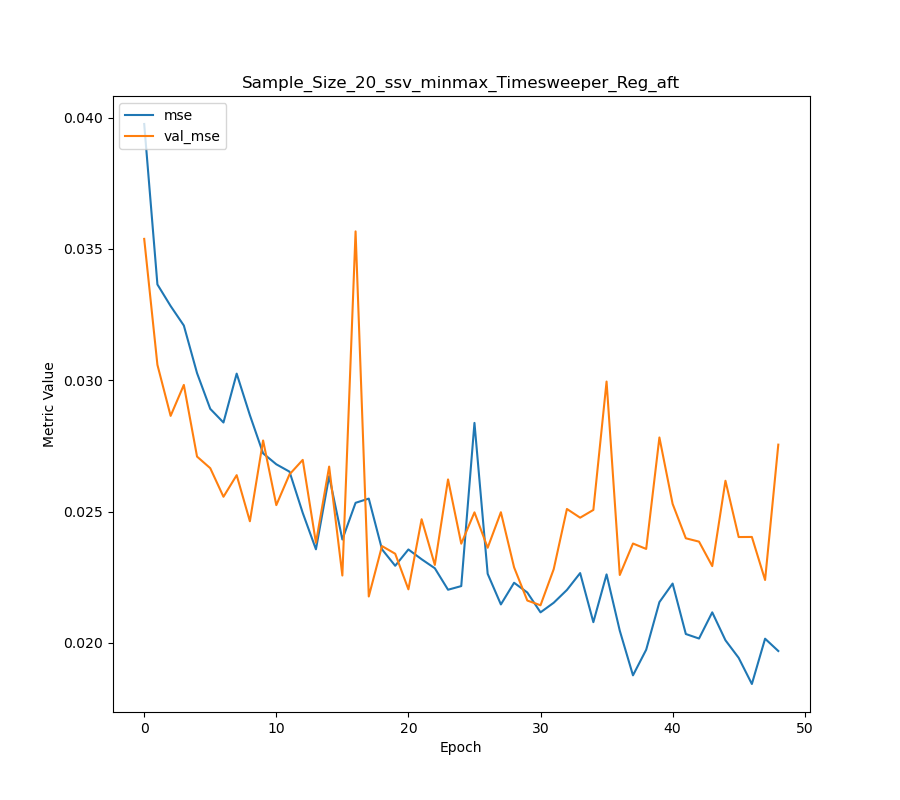 Sample_Size_20_ssv_minmax_Timesweeper_Reg_aft
mse
val_mse
0.040
0.035
0.030
0.025
0.020
Metric Value
0 10 20 30 40 50
Epoch